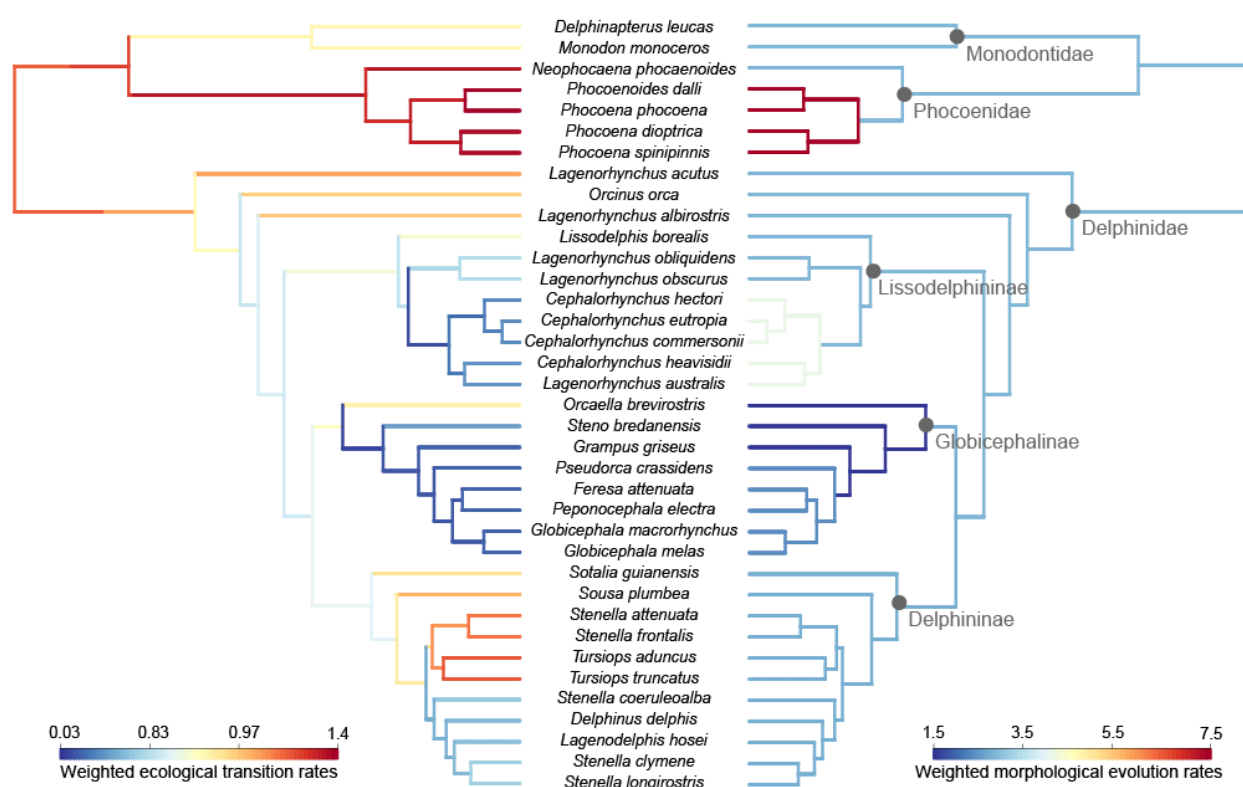 Delphinapterus leucas
Monodon monoceros
Monodontidae
Neophocaena phocaenoides
Phocoenoides dalli
Phocoena phocoena
Phocoenidae
Phocoena dioptrica
Phocoena spinipinnis
Lagenorhynchus acutus
Orcinus orca
Lagenorhynchus albirostris
Delphinidae
Lissodelphis borealis
Lagenorhynchus obliquidens
Lagenorhynchus obscurus
Lissodelphininae
Cephalorhynchus hectori
Cephalorhynchus eutropia
Cephalorhynchus commersonii
Cephalorhynchus heavisidii
Lagenorhynchus australis
Orcaella brevirostris
Steno bredanensis
Globicephalinae
Grampus griseus
Pseudorca crassidens
Feresa attenuata
Peponocephala electra
Globicephala macrorhynchus
Globicephala melas
Sotalia guianensis
Sousa plumbea
Delphininae
Stenella attenuata
Stenella frontalis
Tursiops aduncus
Tursiops truncatus
Stenella coeruleoalba
Delphinus delphis
Lagenodelphis hosei
Stenella clymene
Stenella longirostris
0.03 0.83 0.97 1.4
Weighted ecological transition rates
1.5 3.5 5.5 7.5
Weighted morphological evolution rates